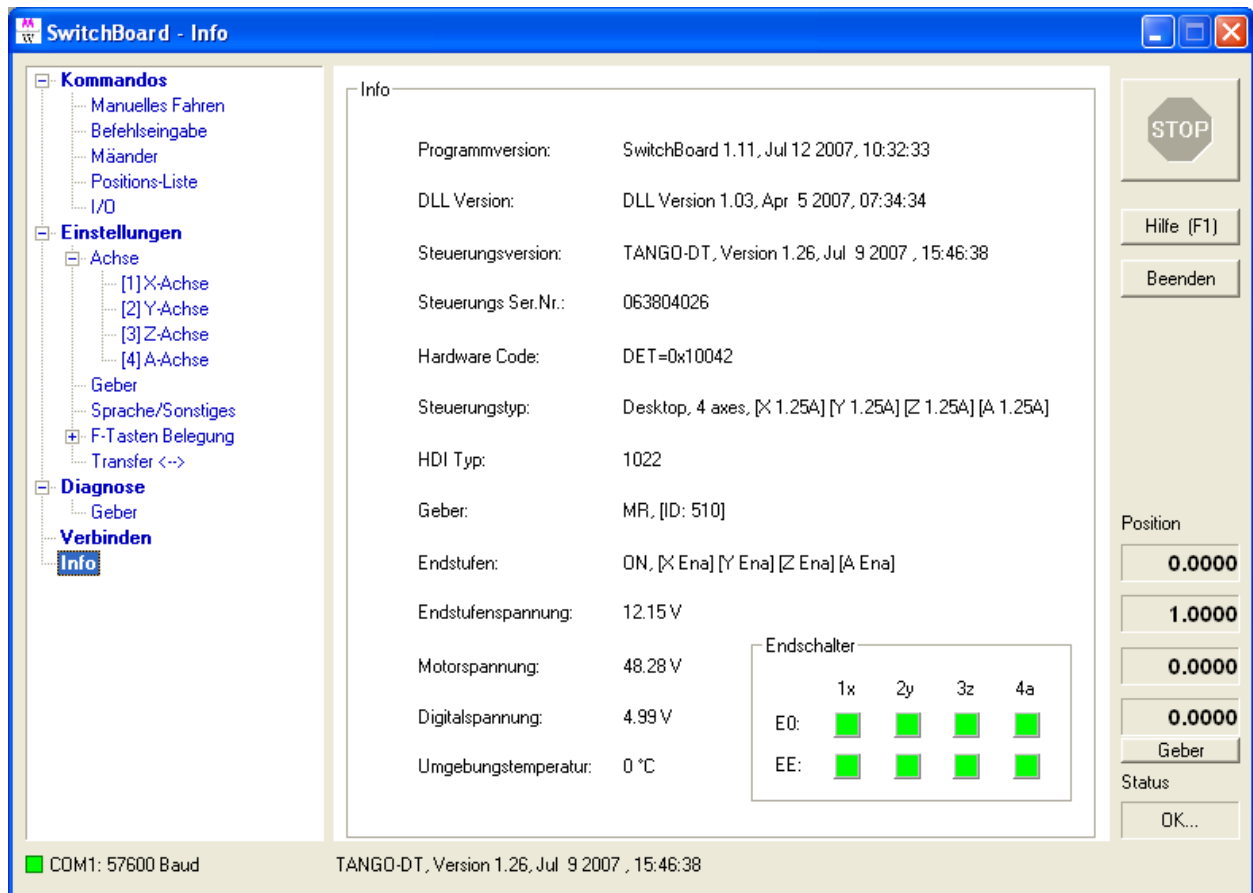 SwitchBoard - Info
Kommandos
Manuelles Fahren
Befehlseingabe
Mäander
Positions-Liste
I/O
Einstellungen
Achse
[1] X-Achse
[2] Y-Achse
[3] Z-Achse
[4] A-Achse
Geber
Sprache/Sonstiges
F-Tasten Belegung
Transfer <-->
Diagnose
Geber
Verbinden
Info
Info
Programmversion: SwitchBoard 1.11, Jul 12 2007, 10:32:33
DLL Version: DLL Version 1.03, Apr  5 2007, 07:34:34
Steuerungsversion: TANGO-DT, Version 1.26, Jul  9 2007 , 15:46:38
Steuerungs Ser.Nr.: 063804026
Hardware Code: DET=0x10042
Steuerungstyp: Desktop, 4 axes, [X 1.25A] [Y 1.25A] [Z 1.25A] [A 1.25A]
HDI Typ: 1022
Geber: MR, [ID: 510]
Endstufen: ON, [X Ena] [Y Ena] [Z Ena] [A Ena]
Endstufenspannung: 12.15 V
Motorspannung: 48.28 V
Digitalspannung: 4.99 V
Umgebungstemperatur: 0 °C
Endschalter
1x 2y 3z 4a
E0:
EE:
STOP
Hilfe (F1)
Beenden
Position
0.0000
1.0000
0.0000
0.0000
Geber
Status
OK...
COM1: 57600 Baud
TANGO-DT, Version 1.26, Jul  9 2007 , 15:46:38